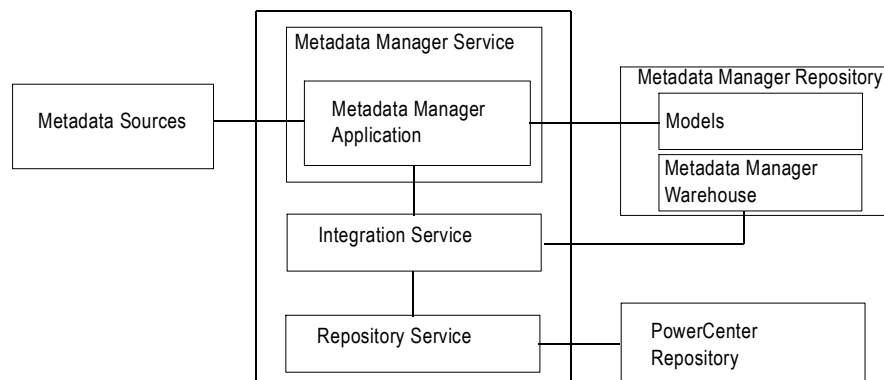 Metadata Manager Service
Metadata Manager Repository
Metadata Sources
Metadata Manager
Application
Models
Metadata Manager
Warehouse
Integration Service
Repository Service
PowerCenter
Repository